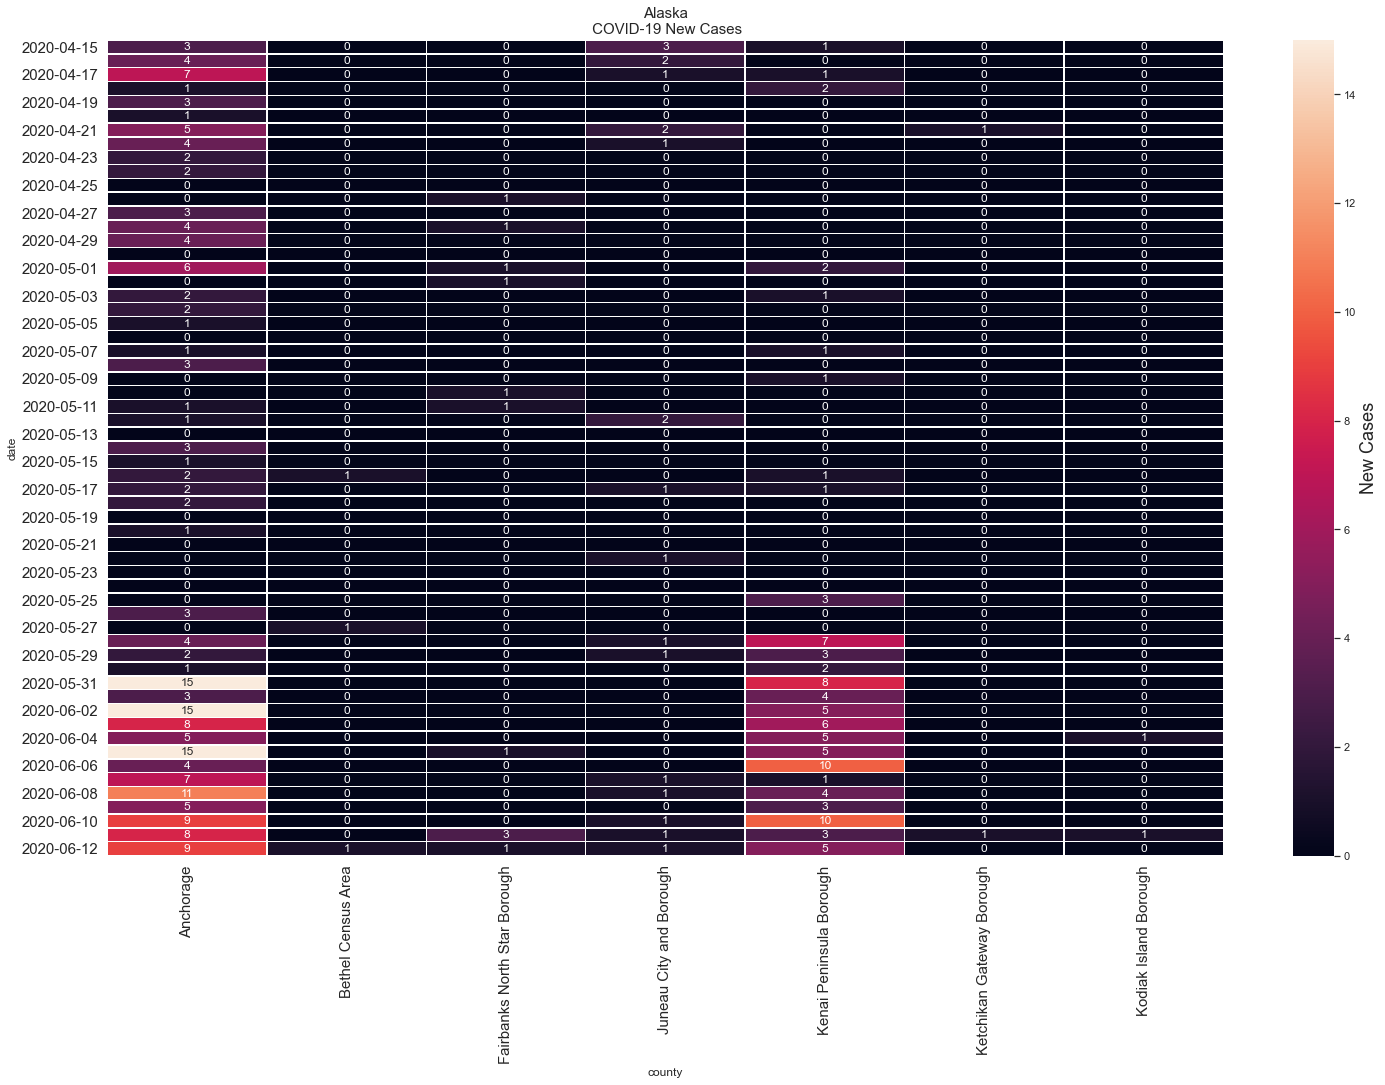 Alaska
COVID-19 New Cases
2020-04-15 3 0 0 3 1 0 0
4 0 0 2 0 0 0
2020-04-17 7 0 0 1 1 0 0
1 0 0 0 2 0 0
2020-04-19 3 0 0 0 0 0 0
1 0 0 0 0 0 0
2020-04-21 5 0 0 2 0 1 0
4 0 0 1 0 0 0
2020-04-23 2 0 0 0 0 0 0
2 0 0 0 0 0 0
2020-04-25 0 0 0 0 0 0 0
0 0 1 0 0 0 0
2020-04-27 3 0 0 0 0 0 0
4 0 1 0 0 0 0
2020-04-29 4 0 0 0 0 0 0
0 0 0 0 0 0 0
2020-05-01 6 0 1 0 2 0 0
0 0 1 0 0 0 0
2020-05-03 2 0 0 0 1 0 0
2 0 0 0 0 0 0
2020-05-05 1 0 0 0 0 0 0
0 0 0 0 0 0 0
2020-05-07 1 0 0 0 1 0 0
3 0 0 0 0 0 0
2020-05-09 0 0 0 0 1 0 0
0 0 1 0 0 0 0
2020-05-11 1 0 1 0 0 0 0
1 0 0 2 0 0 0
2020-05-13 0 0 0 0 0 0 0
3 0 0 0 0 0 0
2020-05-15 1 0 0 0 0 0 0
2 1 0 0 1 0 0
2020-05-17 2 0 0 1 1 0 0
2 0 0 0 0 0 0
2020-05-19 0 0 0 0 0 0 0
1 0 0 0 0 0 0
2020-05-21 0 0 0 0 0 0 0
0 0 0 1 0 0 0
2020-05-23 0 0 0 0 0 0 0
0 0 0 0 0 0 0
2020-05-25 0 0 0 0 3 0 0
3 0 0 0 0 0 0
2020-05-27 0 1 0 0 0 0 0
4 0 0 1 7 0 0
2020-05-29 2 0 0 1 3 0 0
1 0 0 0 2 0 0
2020-05-31 15 0 0 0 8 0 0
3 0 0 0 4 0 0
2020-06-02 15 0 0 0 5 0 0
8 0 0 0 6 0 0
2020-06-04 5 0 0 0 5 0 1
15 0 1 0 5 0 0
2020-06-06 4 0 0 0 10 0 0
7 0 0 1 1 0 0
2020-06-08 11 0 0 1 4 0 0
5 0 0 0 3 0 0
2020-06-10 9 0 0 1 10 0 0
8 0 3 1 3 1 1
2020-06-12 9 1 1 1 5 0 0
date
Anchorage
Bethel Census Area
Fairbanks North Star Borough
Juneau City and Borough
Kenai Peninsula Borough
Ketchikan Gateway Borough
Kodiak Island Borough
county
14
12
10
8
6
4
2
0
New Cases